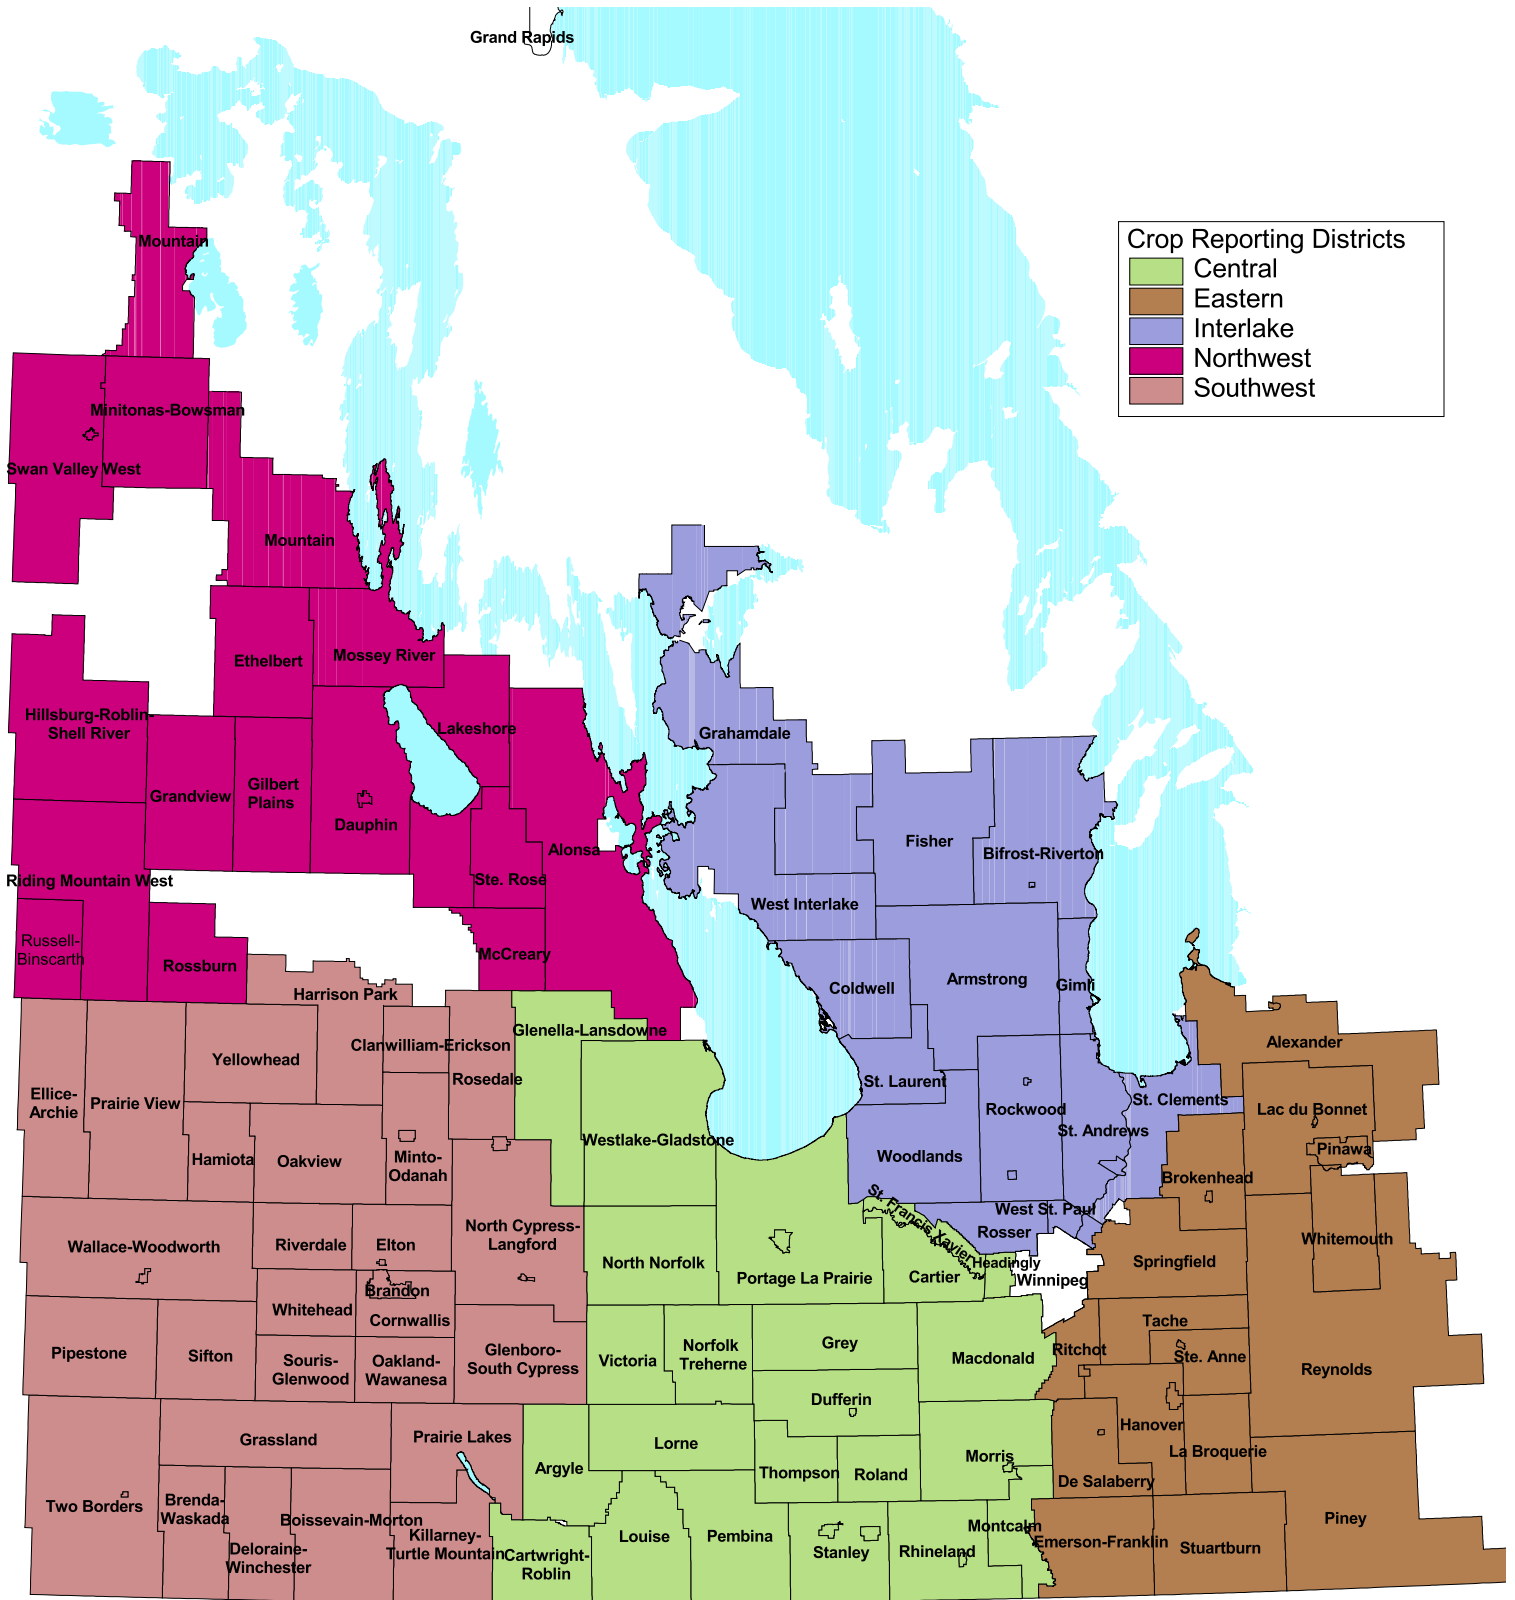 Grand Rapids
Crop Reporting Districts
Central
Eastern
Interlake
Northwest
Southwest
Mountain
Minitonas-Bowsman
Swan Valley West
Mountain
Ethelbert
Mossey River
Hillsburg-Roblin-
Shell River
Lakeshore
Grahamdale
Grandview
Gilbert
Plains
Dauphin
Alonsa
Fisher
Bifrost-Riverton
Riding Mountain West
Ste. Rose
West Interlake
Russell-
Binscarth
Rossburn
McCreary
Coldwell
Armstrong
Gimli
Harrison Park
Glenella-Lansdowne
Alexander
Yellowhead
Clanwilliam-Erickson
Rosedale
Ellice-
Archie
Prairie View
St. Laurent
Rockwood
St. Clements
Lac du Bonnet
Westlake-Gladstone
St. Andrews
Pinawa
Hamiota
Oakview
Minto-
Odanah
Woodlands
Brokenhead
St. Francis Xavier
West St. Paul
Rosser
Wallace-Woodworth
Riverdale
Elton
North Cypress-
Langford
North Norfolk
Portage La Prairie
Cartier
Headingly
Winnipeg
Springfield
Whitemouth
Whitehead
Brandon
Cornwallis
Pipestone
Sifton
Souris-
Glenwood
Oakland-
Wawanesa
Glenboro-
South Cypress
Victoria
Norfolk
Treherne
Grey
Macdonald
Ritchot
Tache
Ste. Anne
Reynolds
Dufferin
Grassland
Prairie Lakes
Argyle
Lorne
Thompson
Roland
Morris
Hanover
La Broquerie
De Salaberry
Two Borders
Brenda-
Waskada
Deloraine-
Winchester
Boissevain-Morton
Killarney-
Turtle Mountain
Cartwright-
Roblin
Louise
Pembina
Stanley
Rhineland
Montcalm
Emerson-Franklin
Stuartburn
Piney